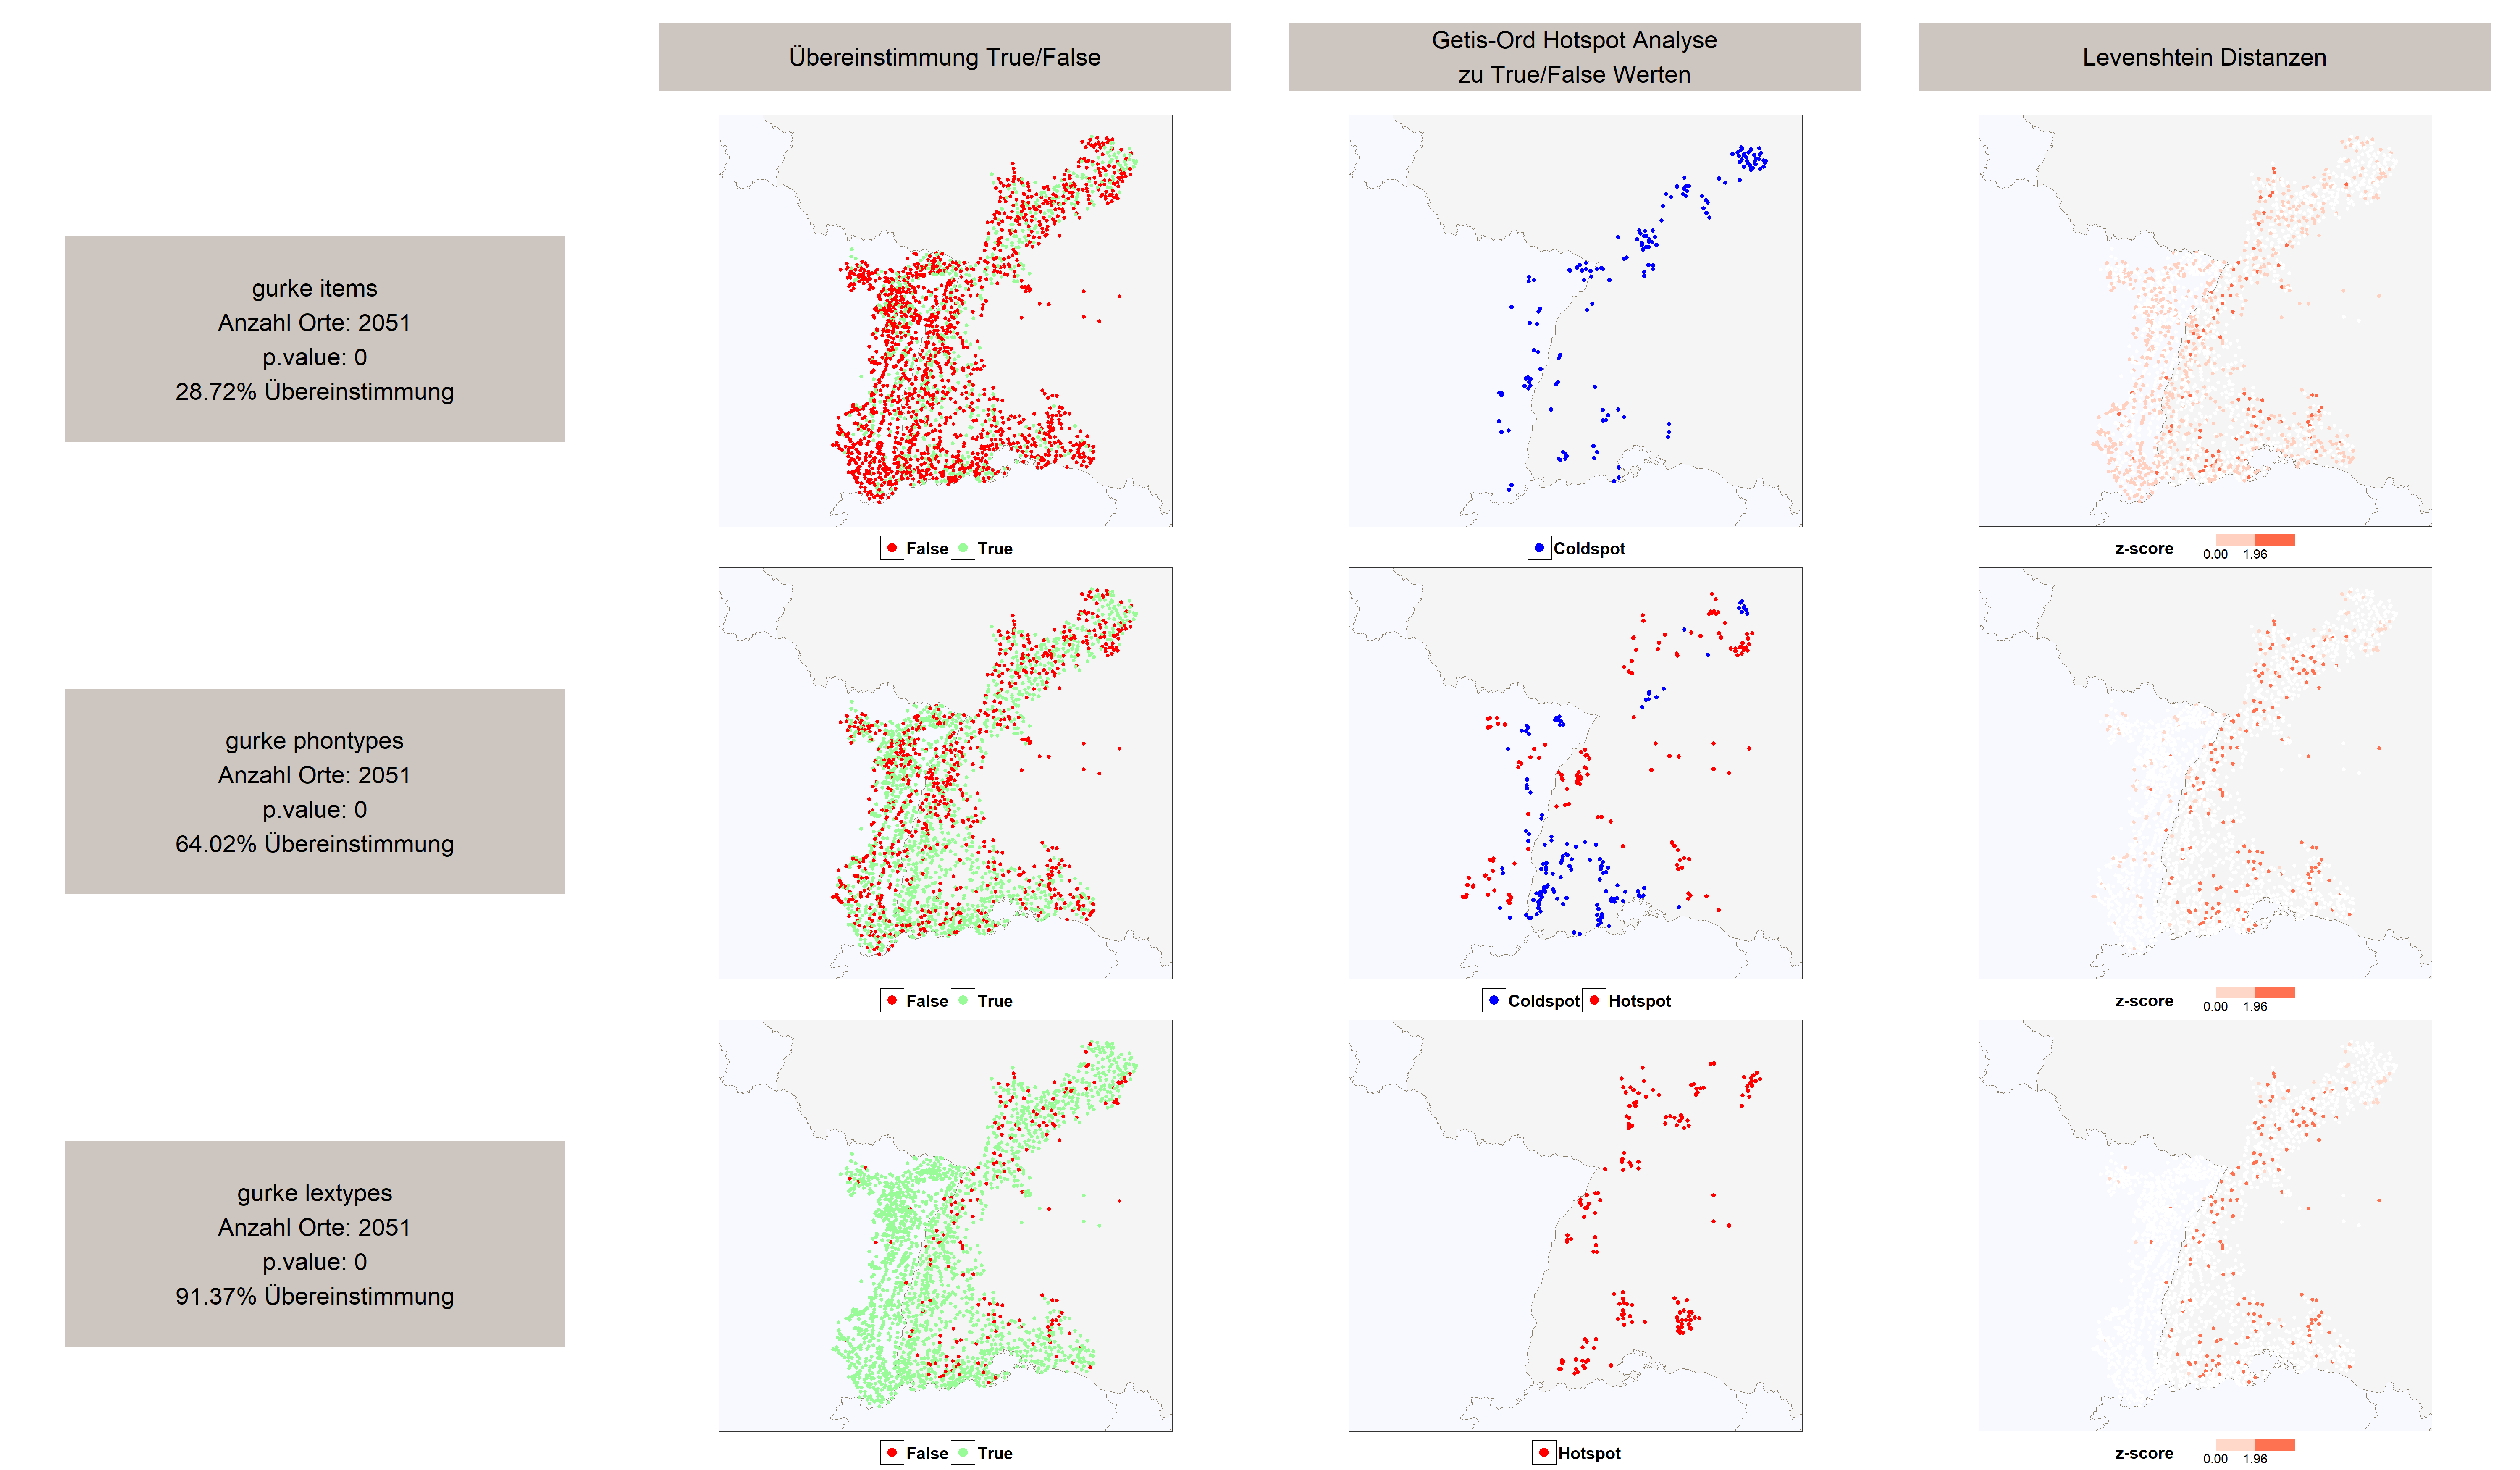 Übereinstimmung True/False
Getis-Ord Hotspot Analyse
zu True/False Werten
Levenshtein Distanzen
gurke items
Anzahl Orte: 2051
p.value: 0
28.72% Übereinstimmung
False True
Coldspot
z-score
0.00 1.96
gurke phontypes
Anzahl Orte: 2051
p.value: 0
64.02% Übereinstimmung
False True
Coldspot Hotspot
z-score
0.00 1.96
gurke lextypes
Anzahl Orte: 2051
p.value: 0
91.37% Übereinstimmung
False True
Hotspot
z-score
0.00 1.96